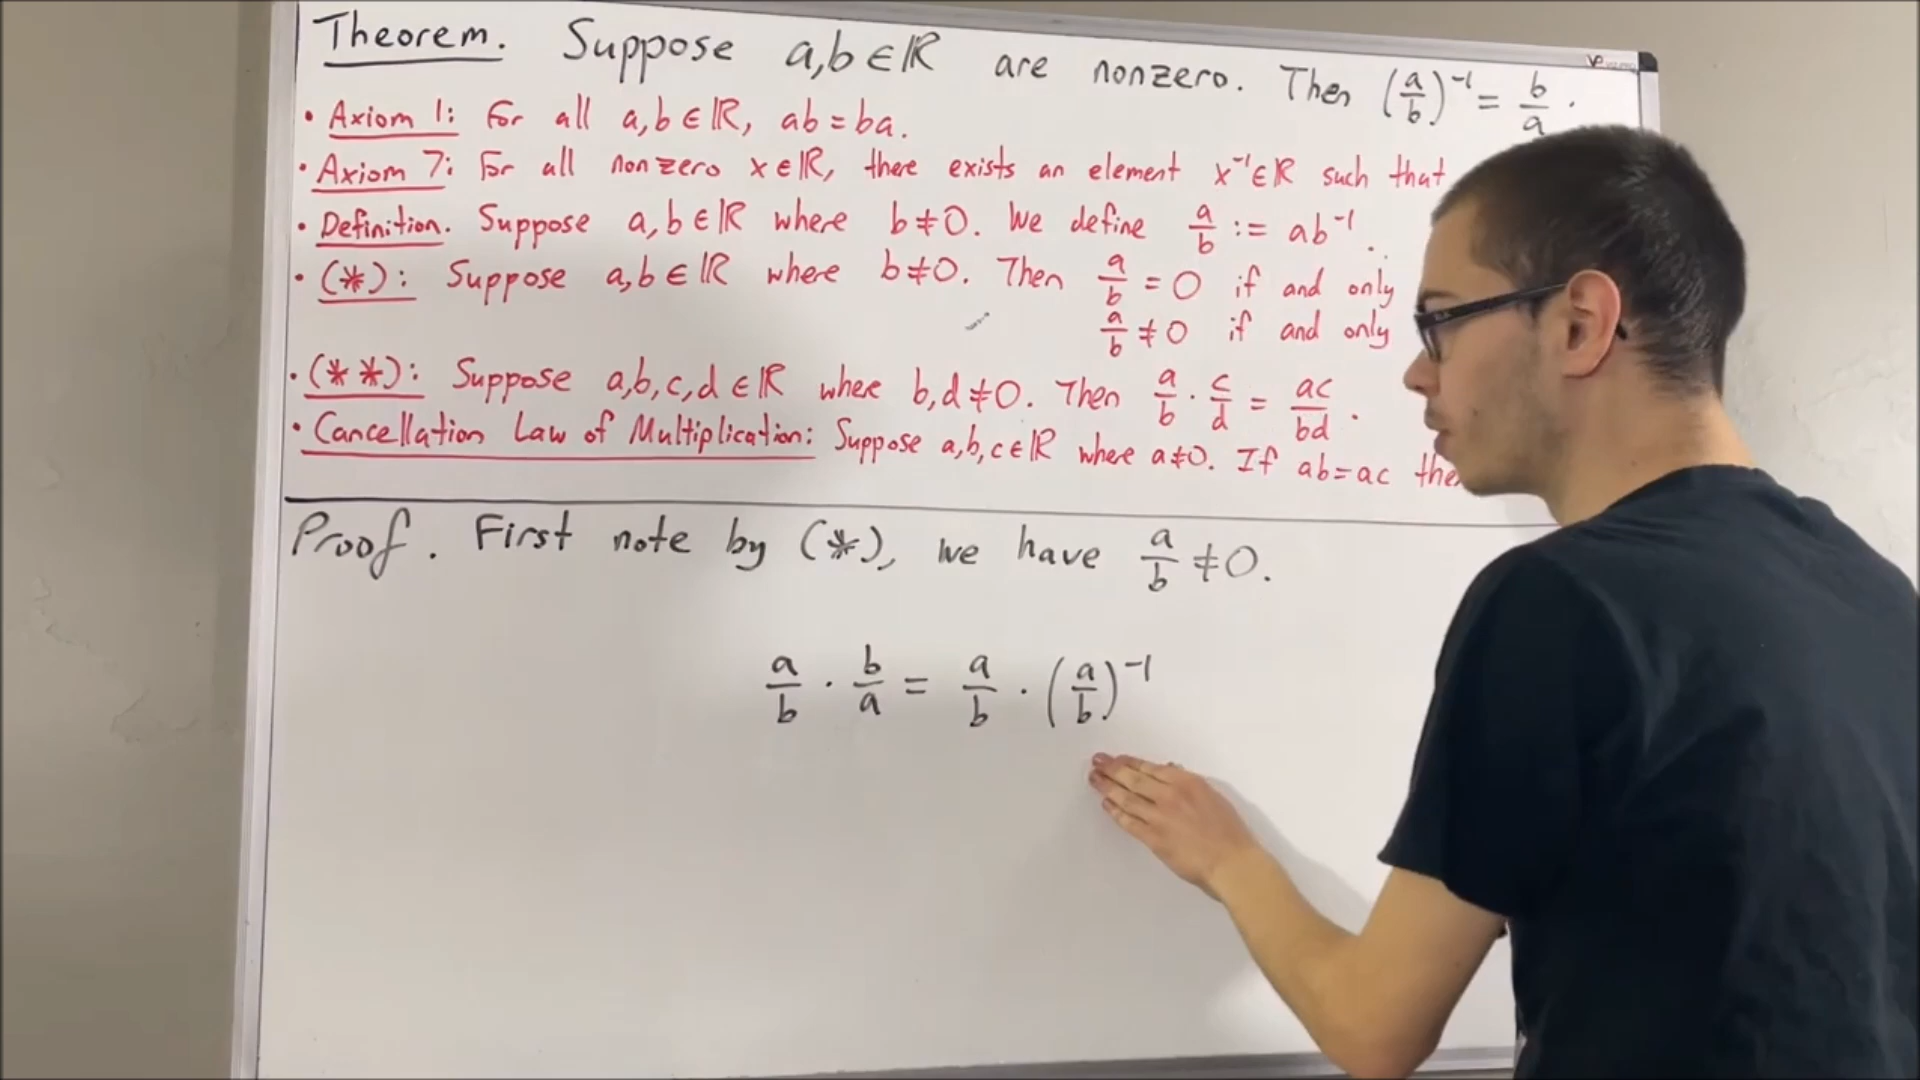 Theorem. Suppose a,b∈ℝ are nonzero. Then (a/b)⁻¹ = b/a.
• Axiom 1: For all a,b∈ℝ, ab=ba.
• Axiom 7: For all nonzero x∈ℝ, there exists an element x⁻¹∈ℝ such that
• Definition. Suppose a,b∈ℝ where b≠0. We define a/b := ab⁻¹.
• (*): Suppose a,b∈ℝ where b≠0. Then a/b = 0 if and only
a/b ≠ 0 if and only
• (**): Suppose a,b,c,d∈ℝ where b,d≠0. Then a/b · c/d = ac/bd.
• Cancellation Law of Multiplication: Suppose a,b,c∈ℝ where a≠0. If ab=ac
Proof. First note by (*), we have a/b ≠0.
a/b · b/a = a/b · (a/b)⁻¹